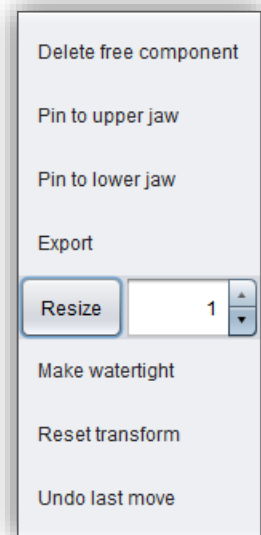 Delete free component
Pin to upper jaw
Pin to lower jaw
Export
Resize 1
Make watertight
Reset transform
Undo last move